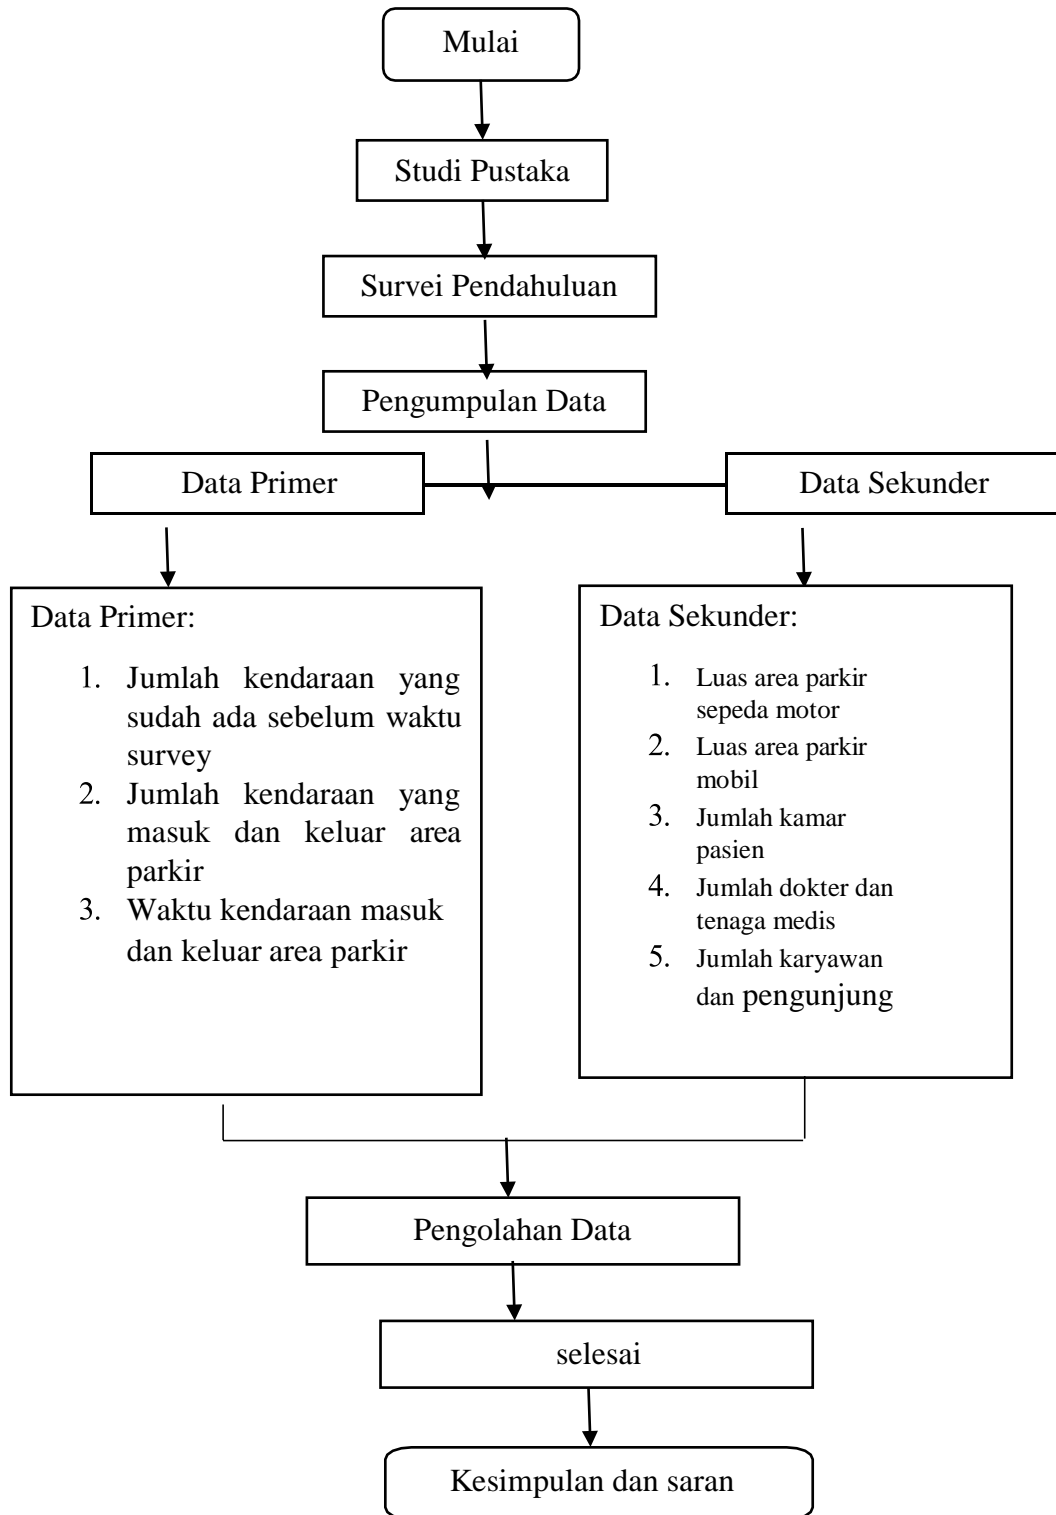 Mulai
Studi Pustaka
Survei Pendahuluan
Pengumpulan Data
Data Primer
Data Sekunder
Data Primer:
1. Jumlah kendaraan yang
sudah ada sebelum waktu
survey
2. Jumlah kendaraan yang
masuk dan keluar area
parkir
3. Waktu kendaraan masuk
dan keluar area parkir
Data Sekunder:
1. Luas area parkir
sepeda motor
2. Luas area parkir
mobil
3. Jumlah kamar
pasien
4. Jumlah dokter dan
tenaga medis
5. Jumlah karyawan
dan pengunjung
Pengolahan Data
selesai
Kesimpulan dan saran